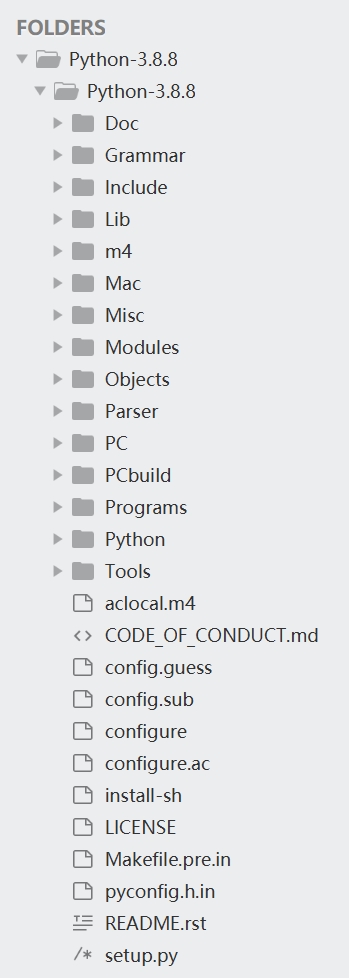 FOLDERS
Python-3.8.8
Python-3.8.8
Doc
Grammar
Include
Lib
m4
Mac
Misc
Modules
Objects
Parser
PC
PCbuild
Programs
Python
Tools
aclocal.m4
<> CODE_OF_CONDUCT.md
config.guess
config.sub
configure
configure.ac
install-sh
LICENSE
Makefile.pre.in
pyconfig.h.in
README.rst
/* setup.py